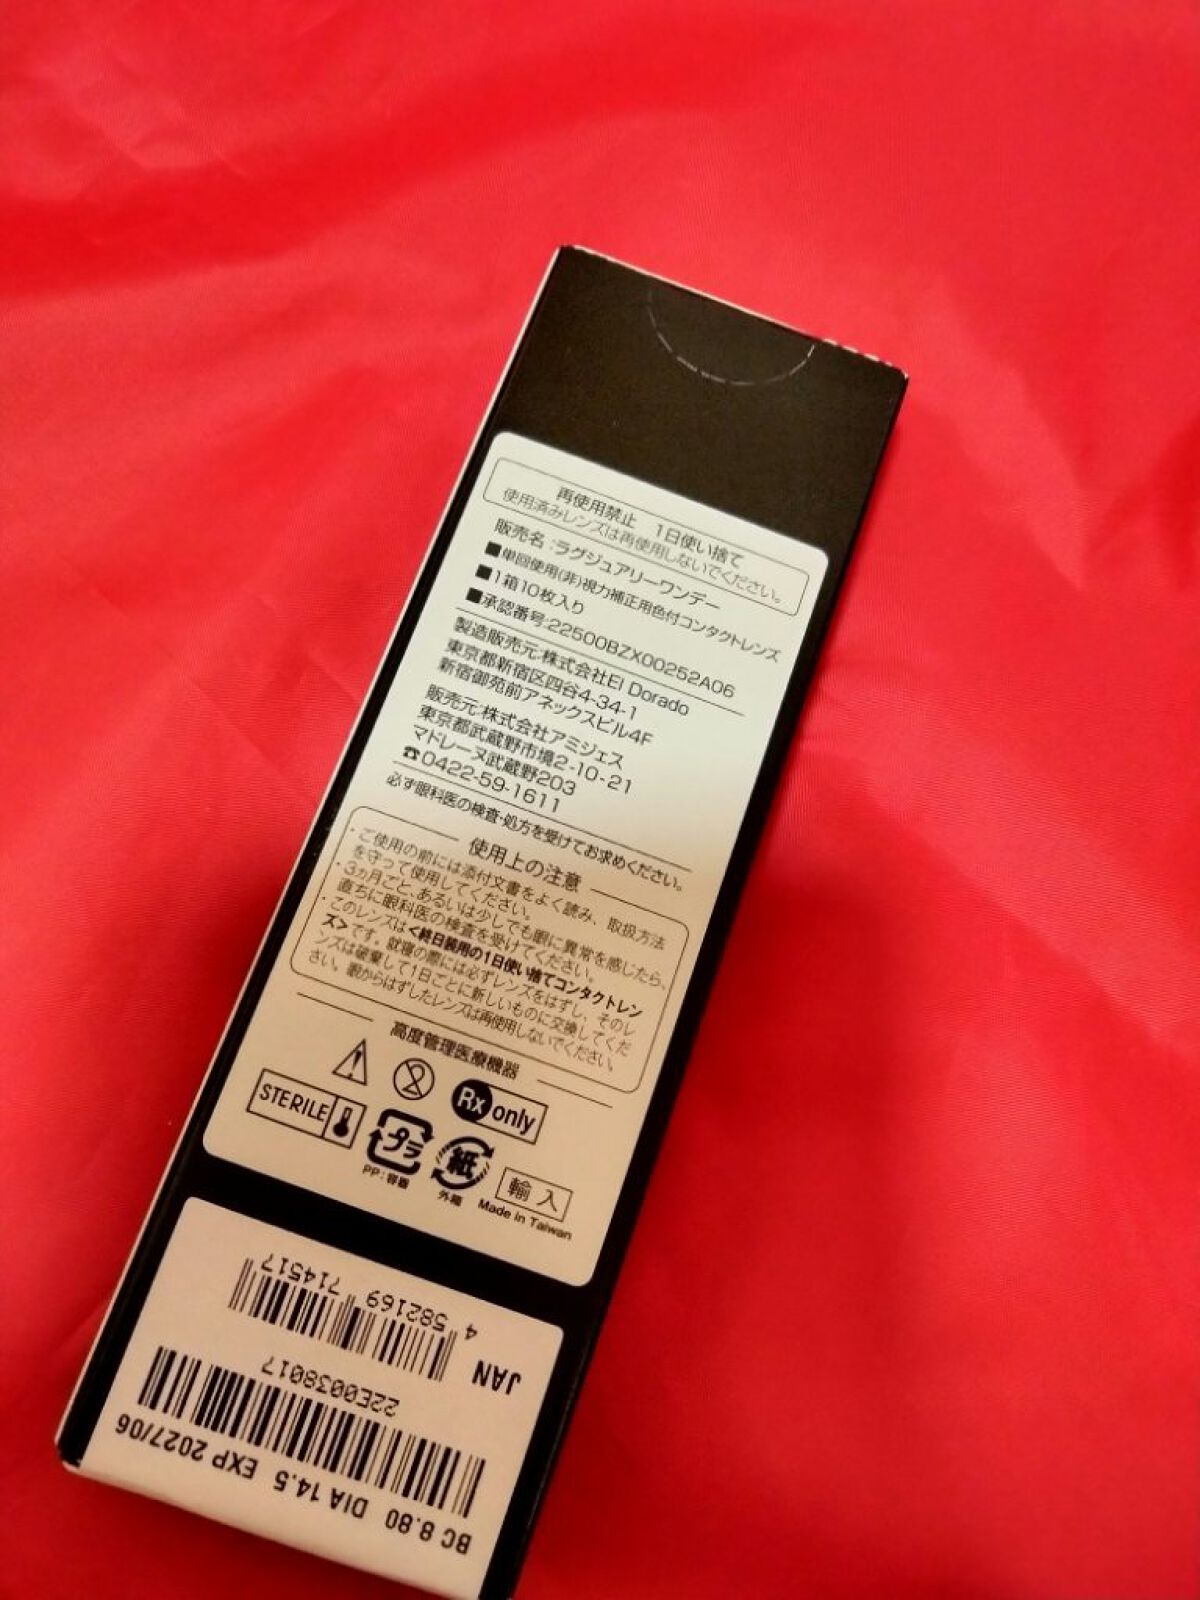 再使用禁止 1日使い捨て
使用済みレンズは再使用しないでください。
販売名:ラグジュアリーワンデー
■単回使用(非)視力補正用色付コンタクトレンズ
■1箱10枚入り
■承認番号:22500BZX00252A06
製造販売元:株式会社El Dorado
東京都新宿区四谷4-34-1
新宿御苑前アネックスビル4F
販売元:株式会社アミジェス
東京都武蔵野市境2-10-21
マドレーヌ武蔵野203
☎0422-59-1611
必ず眼科医の検査・処方を受けてお求めください。
使用上の注意
・ご使用の前には添付文書をよく読み、取扱方法
を守って使用してください。
・3ヵ月ごと、あるいは少しでも眼に異常を感じたら、
直ちに眼科医の検査を受けてください。
・このレンズは<終日装用の1日使い捨てコンタクトレン
ズ>です。就寝の際には必ずレンズをはずし、そのレ
ンズは破棄して1日ごとに新しいものに交換してくだ
さい。眼からはずしたレンズは再使用しないでください。
高度管理医療機器
2
Rx only
STERILE
プラ
PP:容器
紙
外箱
輸入
Made in Taiwan
BC 8.80 DIA 14.5 EXP 2027/06
22E0038017
JAN
4 582169 714517